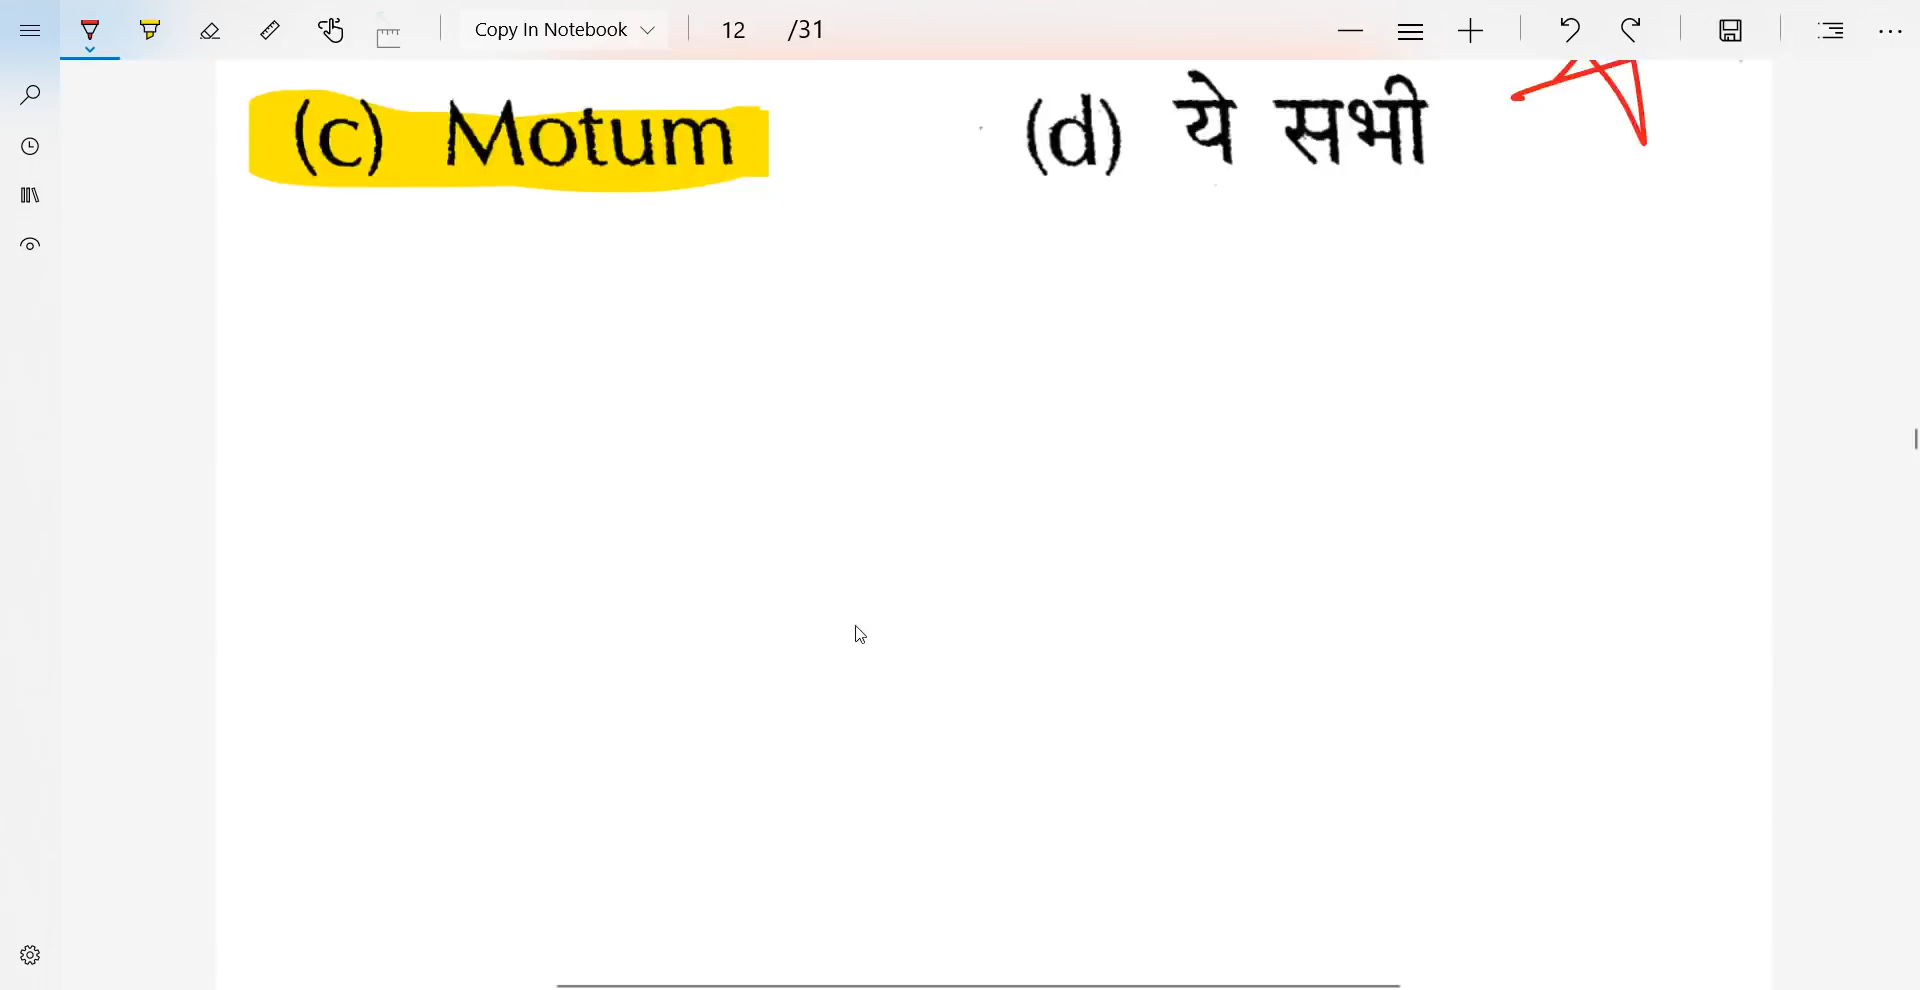 Copy In Notebook 12 /31
(c) Motum (d) ये सभी